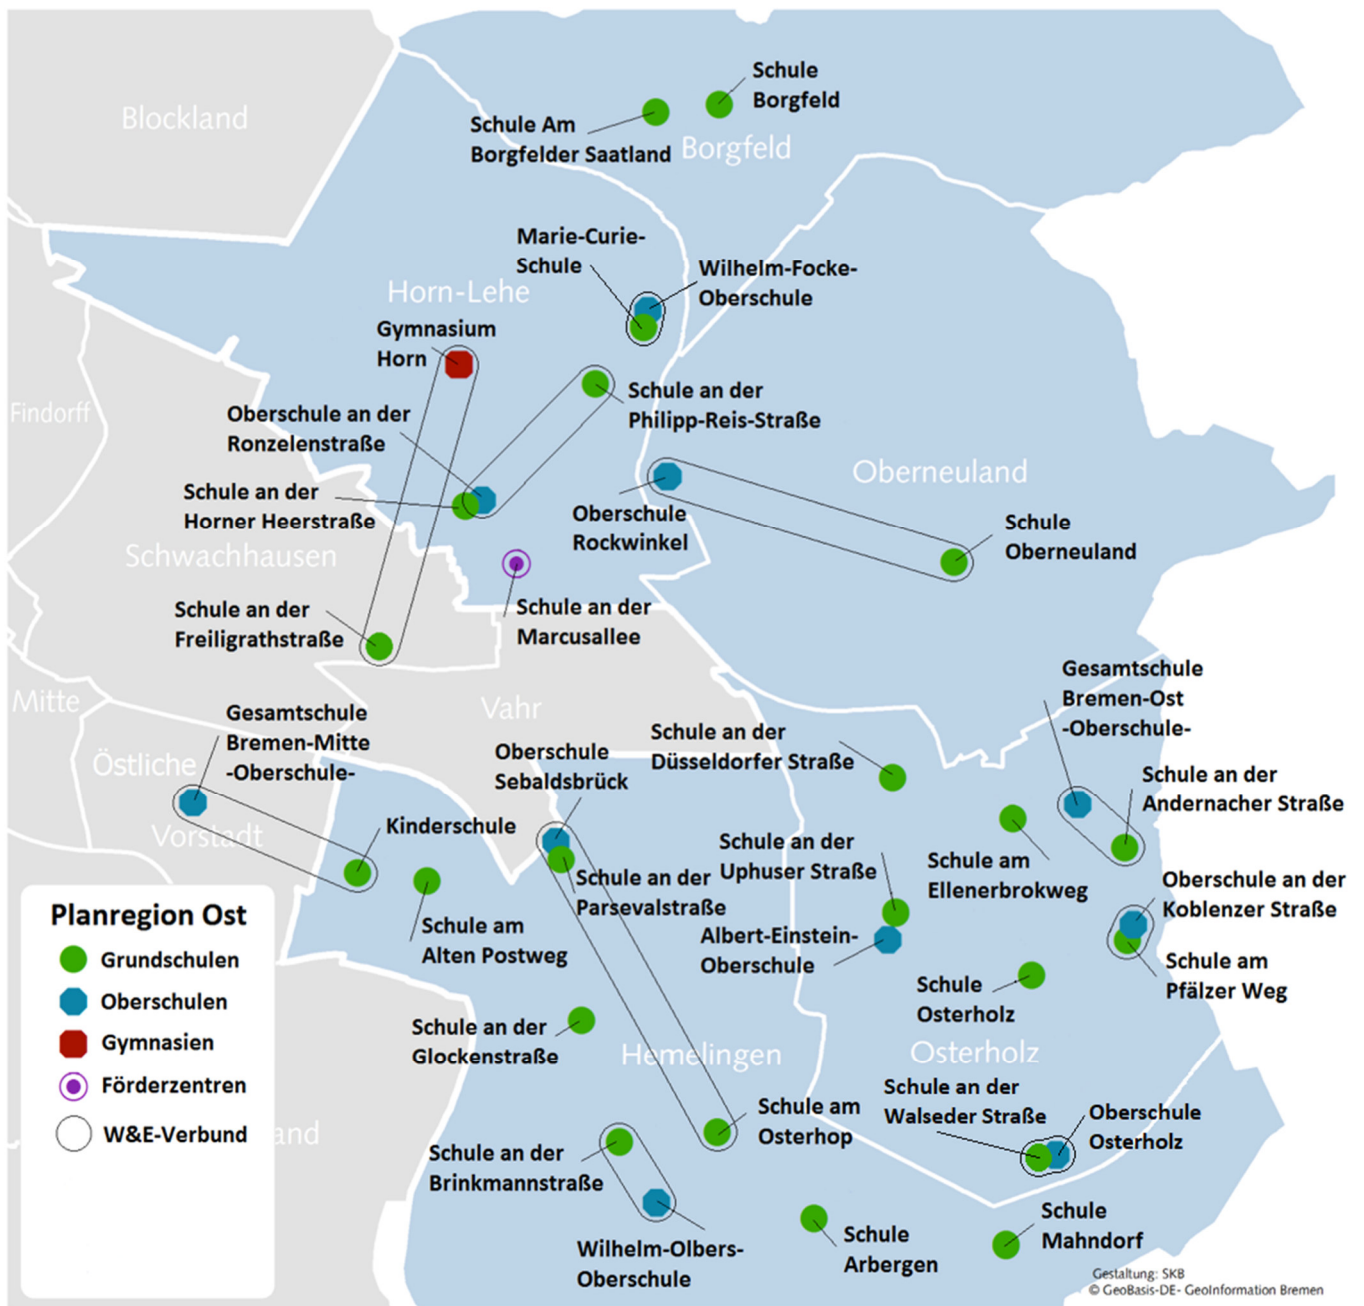 Blockland
Schule
Borgfeld
Schule Am
Borgfelder Saatland
Borgfeld
Marie-Curie-
Schule
Wilhelm-Focke-
Oberschule
Horn-Lehe
Gymnasium
Horn
Schule an der
Philipp-Reis-Straße
Findorff
Oberschule an der
Ronzelenstraße
Oberneuland
Schule an der
Horner Heerstraße
Oberschule
Rockwinkel
Schule
Oberneuland
Schwachhausen
Schule an der
Freiligrathstraße
Schule an der
Marcusallee
Mitte
Vahr
Gesamtschule
Bremen-Ost
-Oberschule-
Gesamtschule
Bremen-Mitte
-Oberschule-
Östliche
Vorstadt
Oberschule
Sebaldsbrück
Schule an der
Düsseldorfer Straße
Schule an der
Andernacher Straße
Kinderschule
Schule an der
Uphuser Straße
Schule am
Ellenerbrokweg
Schule an der
Parsevalstraße
Oberschule an der
Koblenzer Straße
Schule am
Alten Postweg
Albert-Einstein-
Oberschule
Schule am
Pfälzer Weg
Schule
Osterholz
Schule an der
Glockenstraße
Hemelingen
Osterholz
Schule an der
Walseder Straße
Schule am
Osterhop
Oberschule
Osterholz
Schule an der
Brinkmannstraße
Wilhelm-Olbers-
Oberschule
Schule
Arbergen
Schule
Mahndorf
Planregion Ost
Grundschulen
Oberschulen
Gymnasien
Förderzentren
W&E-Verbund
and
Gestaltung: SKB
© GeoBasis-DE- GeoInformation Bremen